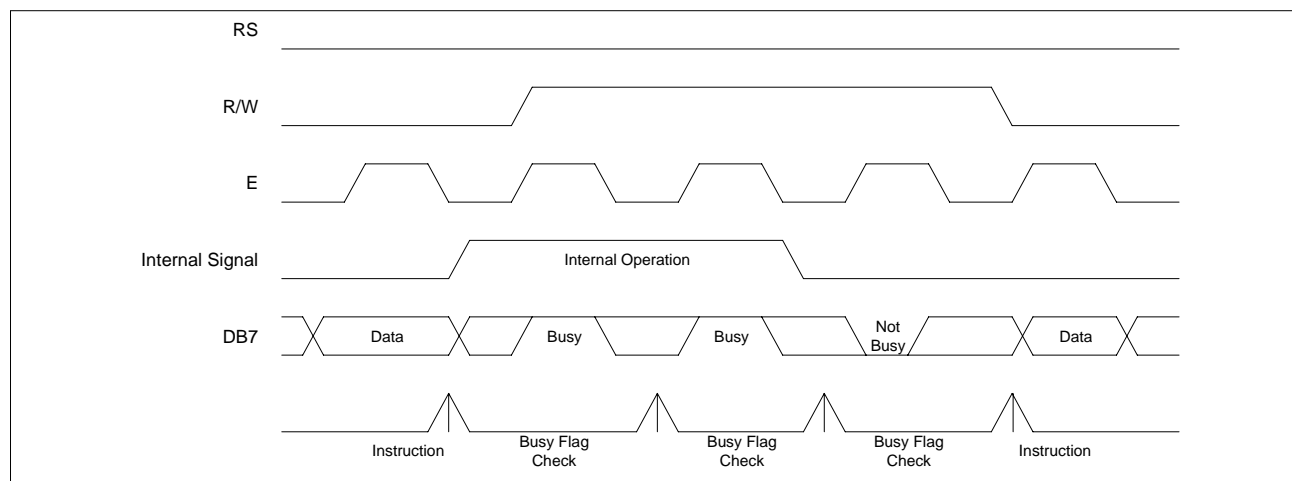 RS
R/W
E
Internal Signal
Internal Operation
DB7
Data
Busy
Busy
Not
Busy
Data
Instruction
Busy Flag
Check
Busy Flag
Check
Busy Flag
Check
Instruction